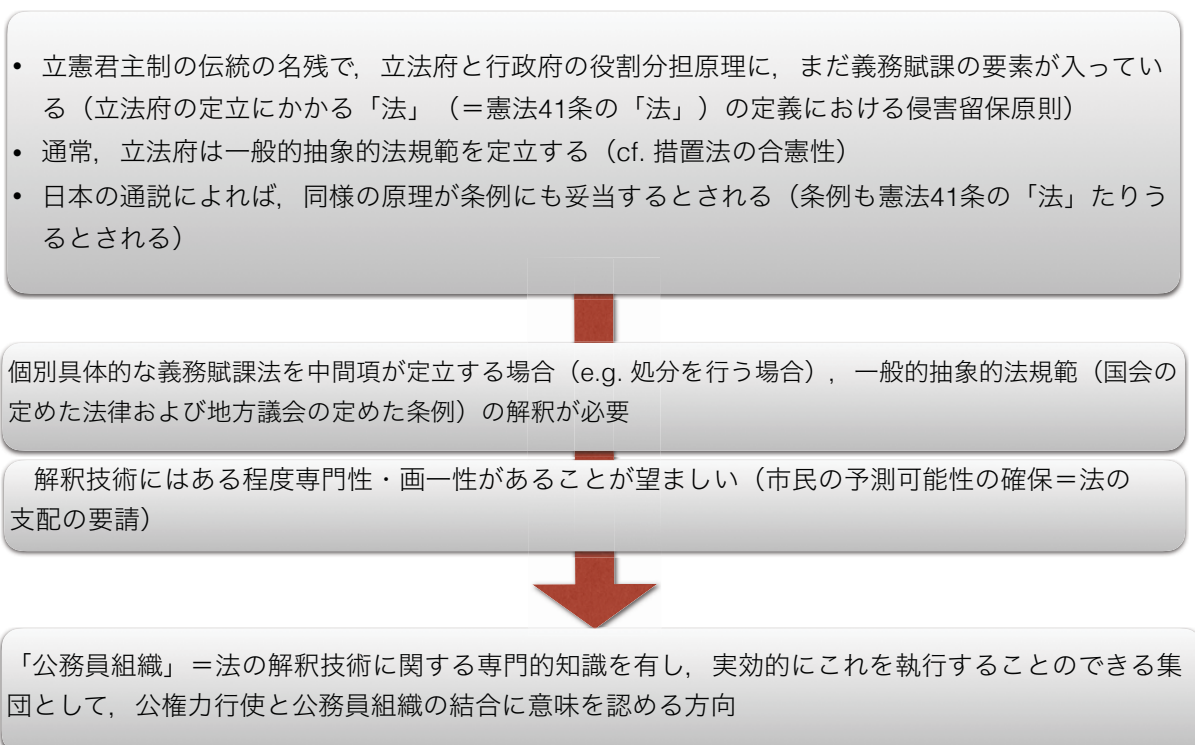 • 立憲君主制の伝統の名残で，立法府と行政府の役割分担原理に，まだ義務賦課の要素が入ってい
る（立法府の定立にかかる「法」（＝憲法41条の「法」）の定義における侵害留保原則）
• 通常，立法府は一般的抽象的法規範を定立する（cf. 措置法の合憲性）
• 日本の通説によれば，同様の原理が条例にも妥当するとされる（条例も憲法41条の「法」たりう
るとされる）
個別具体的な義務賦課法を中間項が定立する場合（e.g. 処分を行う場合），一般的抽象的法規範（国会の
定めた法律および地方議会の定めた条例）の解釈が必要
解釈技術にはある程度専門性・画一性があることが望ましい（市民の予測可能性の確保＝法の
支配の要請）
「公務員組織」＝法の解釈技術に関する専門的知識を有し，実効的にこれを執行することのできる集
団として，公権力行使と公務員組織の結合に意味を認める方向